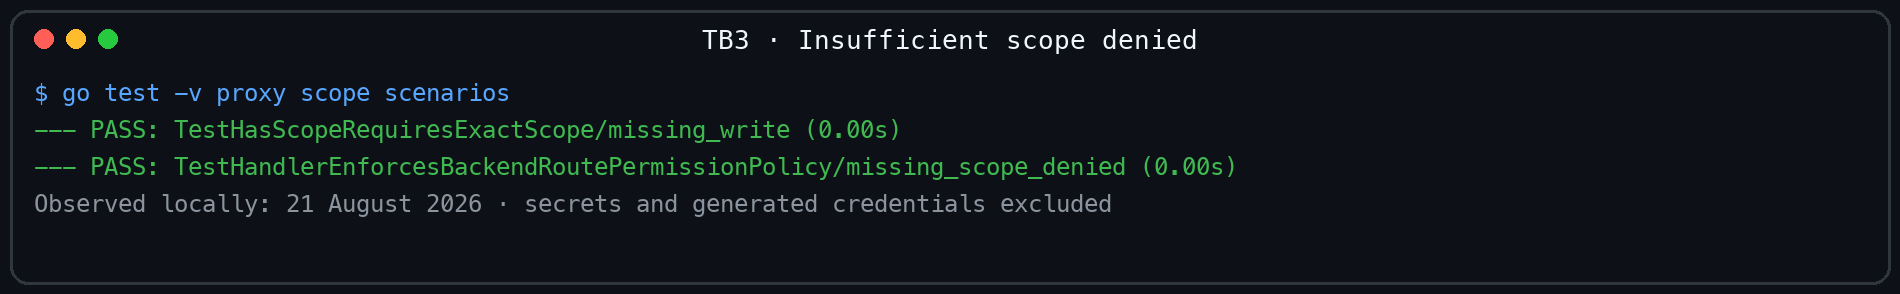 TB3 · Insufficient scope denied
$ go test −v proxy scope scenarios
−−− PASS: TestHasScopeRequiresExactScope/missing_write (0.00s)
−−− PASS: TestHandlerEnforcesBackendRoutePermissionPolicy/missing_scope_denied (0.00s)
Observed locally: 21 August 2026 · secrets and generated credentials excluded